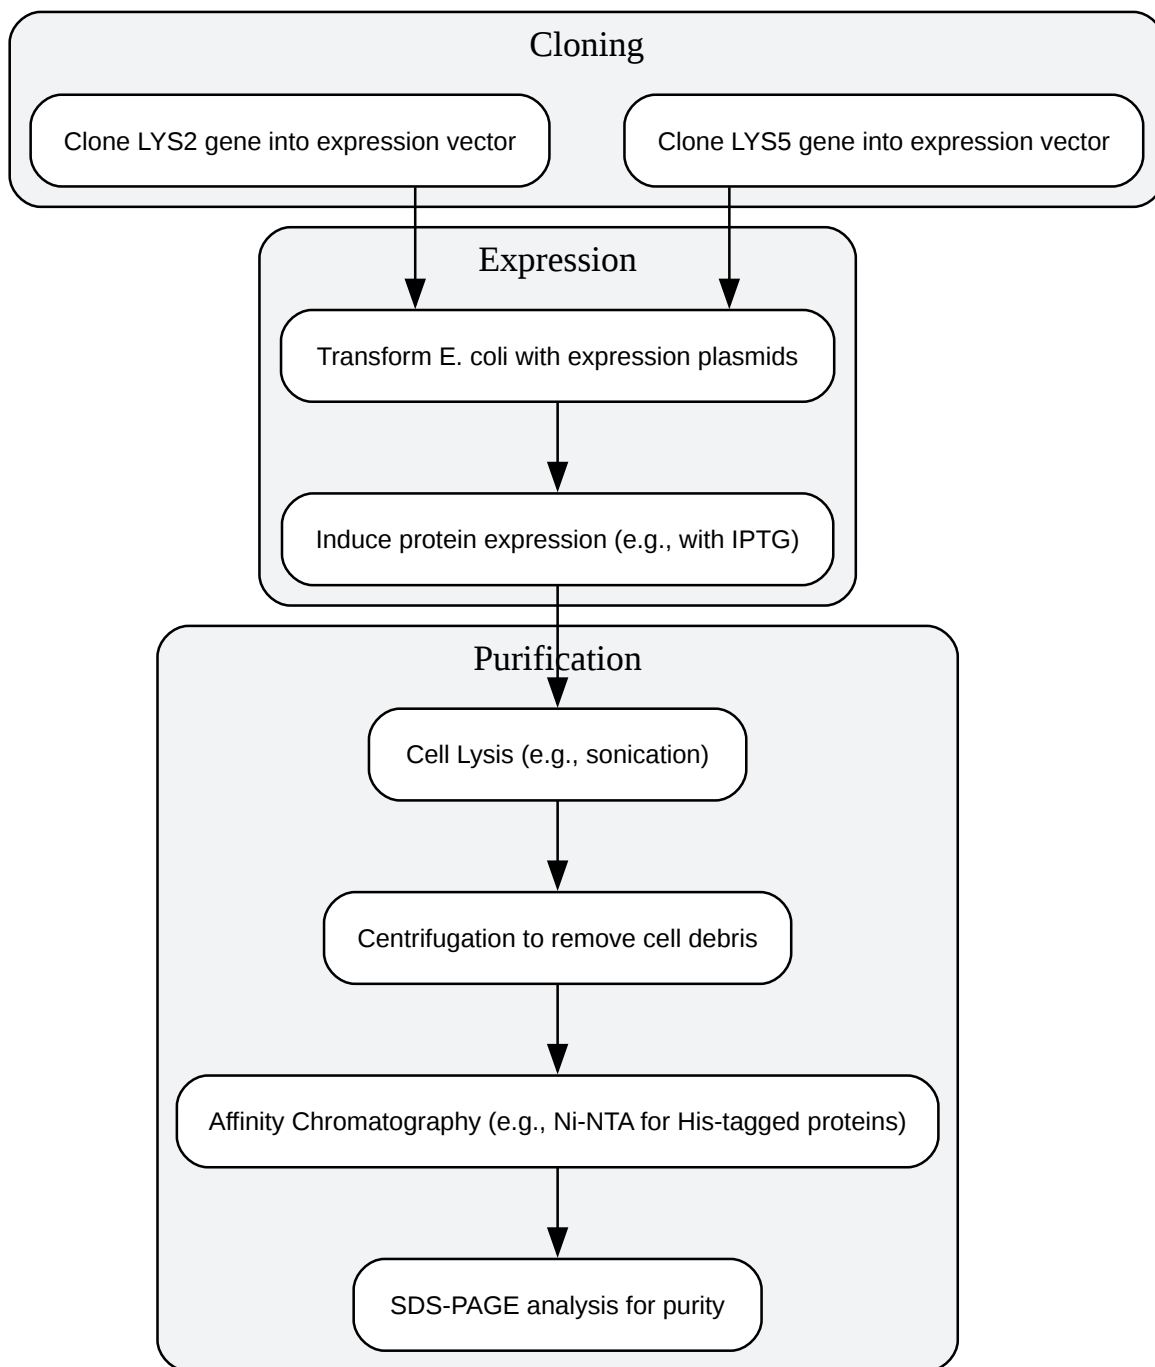 Cloning
Clone LYS2 gene into expression vector
Clone LYS5 gene into expression vector
Expression
Transform E. coli with expression plasmids
Induce protein expression (e.g., with IPTG)
Purification
Cell Lysis (e.g., sonication)
Centrifugation to remove cell debris
Affinity Chromatography (e.g., Ni-NTA for His-tagged proteins)
SDS-PAGE analysis for purity